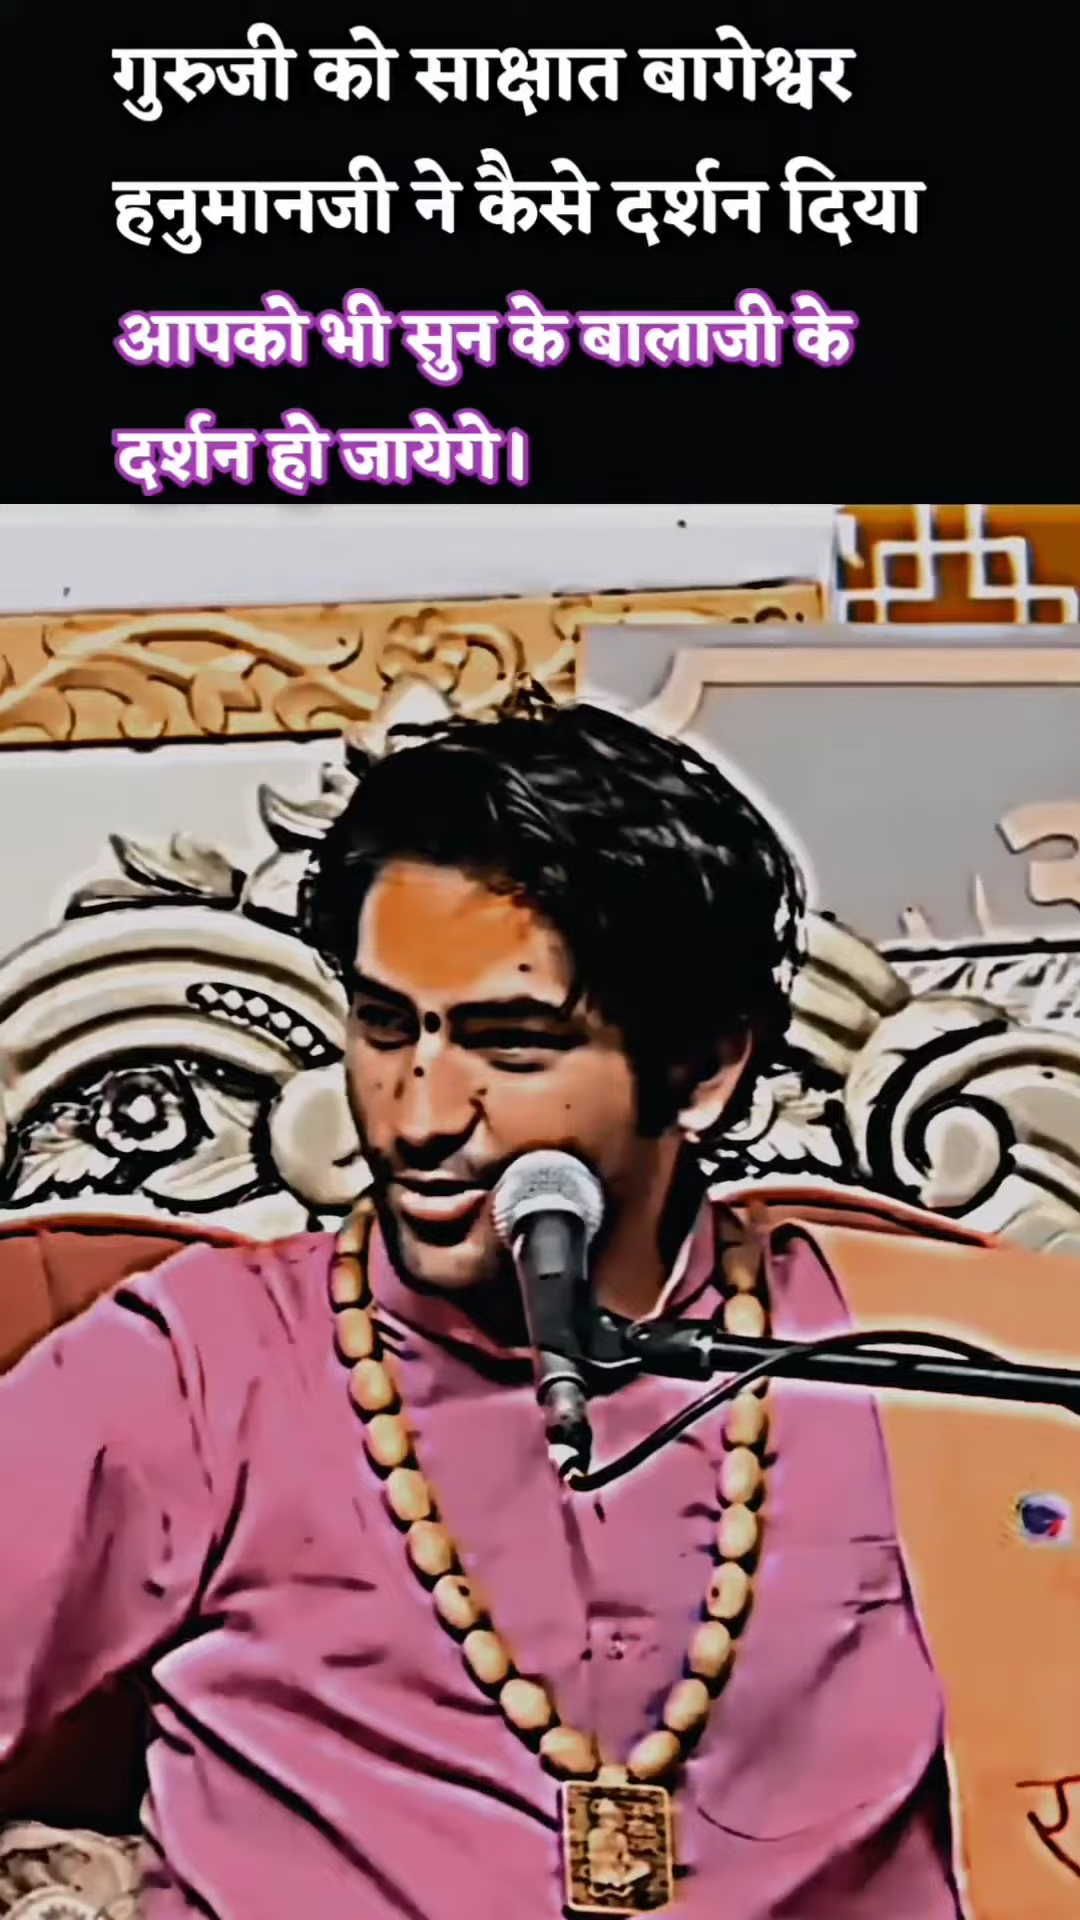 गुरुजी को साक्षात बागेश्वर
हनुमानजी ने कैसे दर्शन दिया
आपको भी सुन के बालाजी के
दर्शन हो जायेगे।